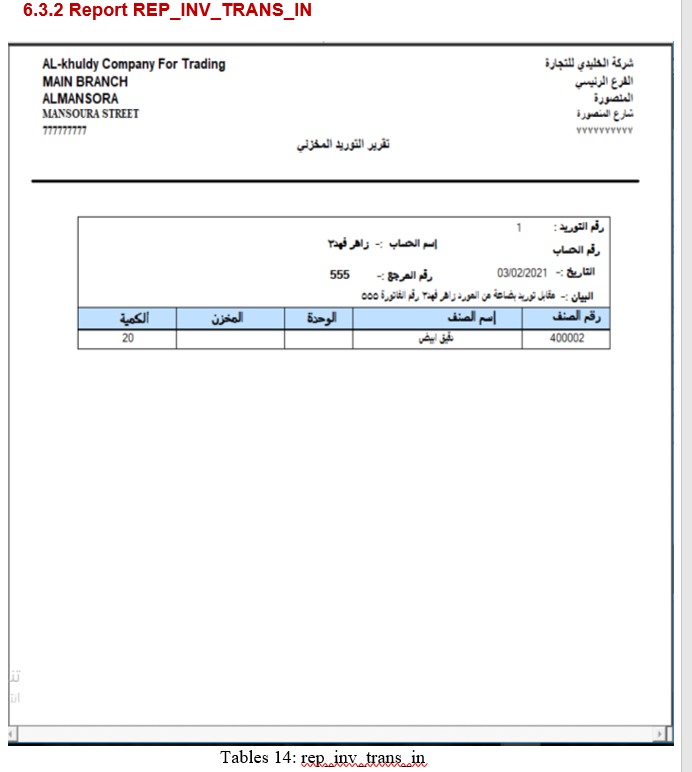 6.3.2 Report REP_INV_TRANS_IN
AL-khuldy Company For Trading
شركة الخليدي للتجارة
MAIN BRANCH
الفرع الرئيسي
ALMANSORA
المنصورة
MANSOURA STREET
شارع المنصورة
777777777
٧٧٧٧٧٧٧٧٧٧
تقرير التوريد المخزني
رقم التوريد : 1
رقم الحساب إسم الحساب :- زاهر فهد٣
التاريخ :- 03/02/2021 رقم المرجع :- 555
البيان :- مقابل توريد بضاعة من المورد زاهر فهد٣ رقم الفاتورة ٥٥٥
رقم الصنف إسم الصنف الوحدة المخزن الكمية
400002 دقيق ابيض 20
Tables 14: rep_inv_trans_in